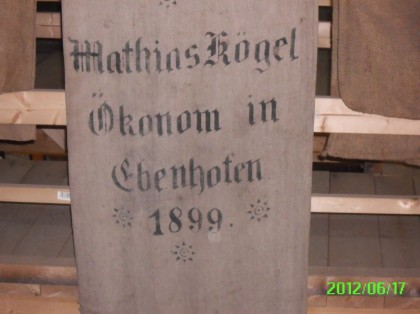 Mathias Kögel
Ökonom in
Ebenhofen
1899.
2012/06/17